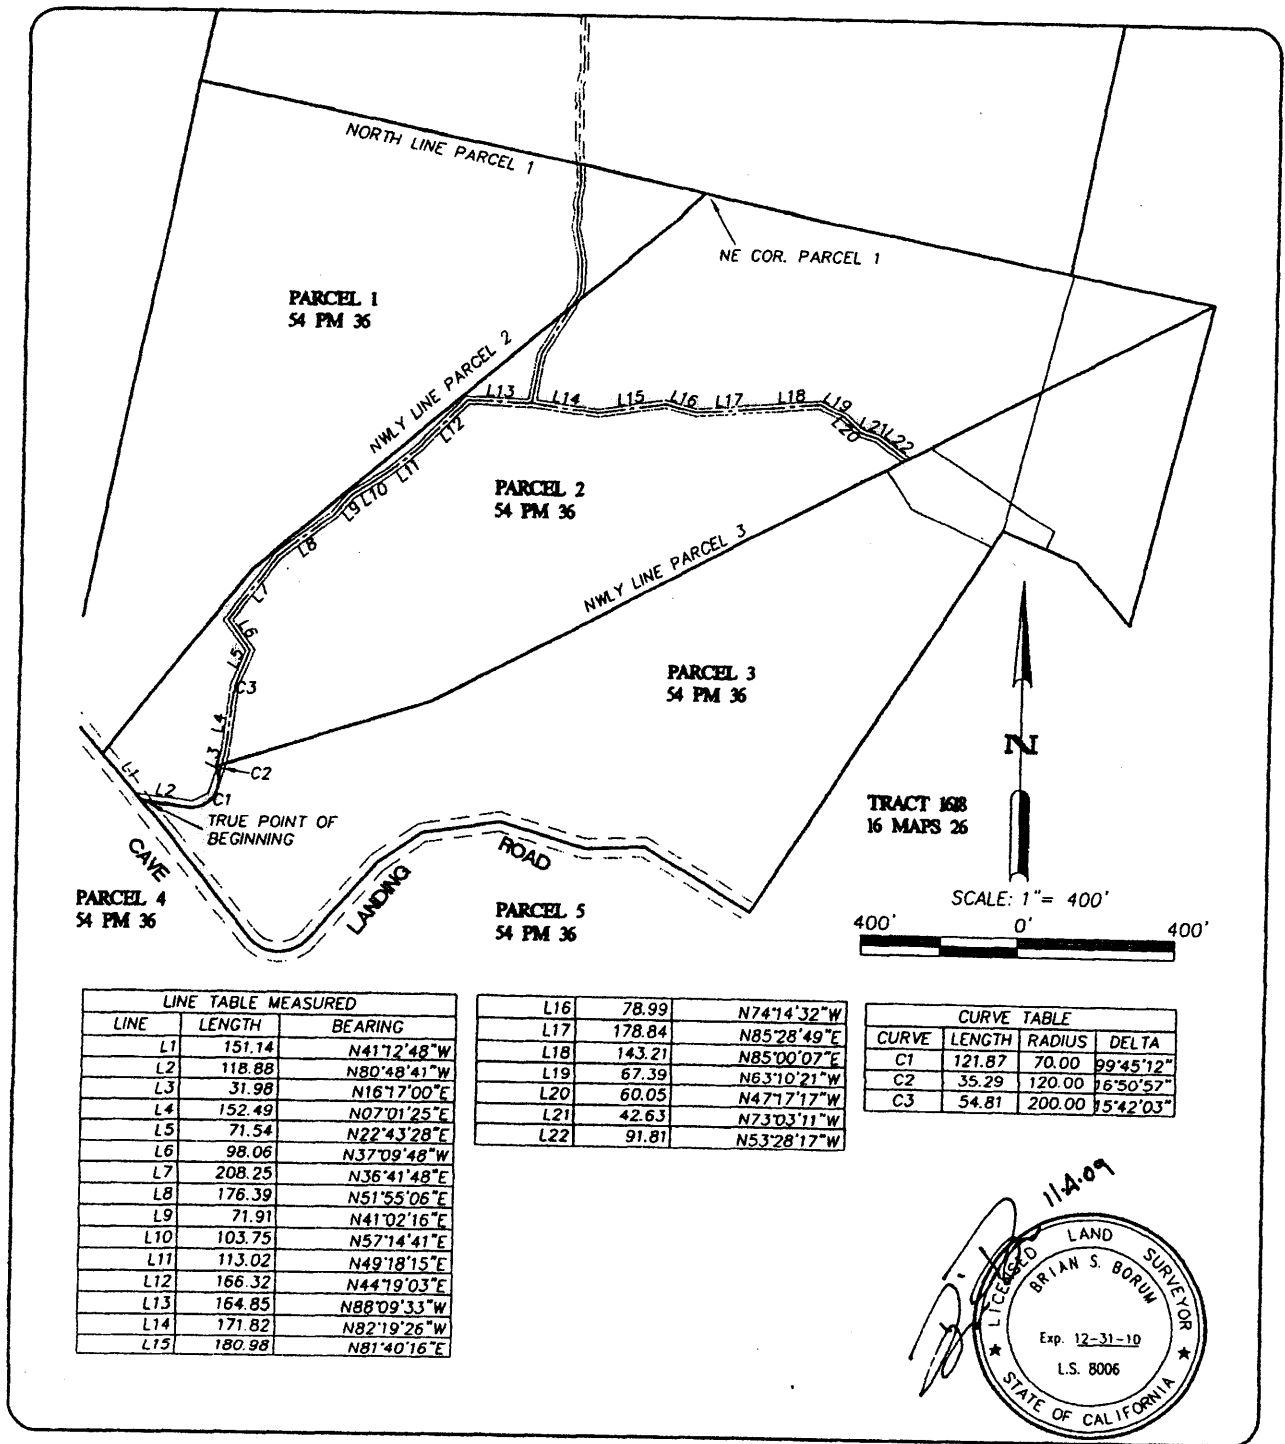 NORTH LINE PARCEL 1
NE COR. PARCEL 1
PARCEL 1
54 PM 36
NWLY LINE PARCEL 2
L13
L14
L15
L16
L17
L18
L19
L20
L21
L22
L12
L11
L10
L9
L8
L7
L6
L5
C3
L4
L3
C2
L1
L2
C1
PARCEL 2
54 PM 36
NWLY LINE PARCEL 3
PARCEL 3
54 PM 36
N
TRUE POINT OF
BEGINNING
CAVE
LANDING
ROAD
PARCEL 4
54 PM 36
PARCEL 5
54 PM 36
TRACT 1618
16 MAPS 26
SCALE: 1"= 400'
400' 0' 400'
LINE TABLE MEASURED
LINE LENGTH BEARING
L1 151.14 N41°12'48"W
L2 118.88 N80°48'41"W
L3 31.98 N16°17'00"E
L4 152.49 N07°01'25"E
L5 71.54 N22°43'28"E
L6 98.06 N37°09'48"W
L7 208.25 N36°41'48"E
L8 176.39 N51°55'06"E
L9 71.91 N41°02'16"E
L10 103.75 N57°14'41"E
L11 113.02 N49°18'15"E
L12 166.32 N44°19'03"E
L13 164.85 N88°09'33"W
L14 171.82 N82°19'26"W
L15 180.98 N81°40'16"E
L16 78.99 N74°14'32"W
L17 178.84 N85°28'49"E
L18 143.21 N85°00'07"E
L19 67.39 N63°10'21"W
L20 60.05 N47°17'17"W
L21 42.63 N73°03'11"W
L22 91.81 N53°28'17"W
CURVE TABLE
CURVE LENGTH RADIUS DELTA
C1 121.87 70.00 99°45'12"
C2 35.29 120.00 16°50'57"
C3 54.81 200.00 15°42'03"
LICENSED LAND SURVEYOR
BRIAN S. BORUM
Exp. 12-31-10
L.S. 8006
★ STATE OF CALIFORNIA ★